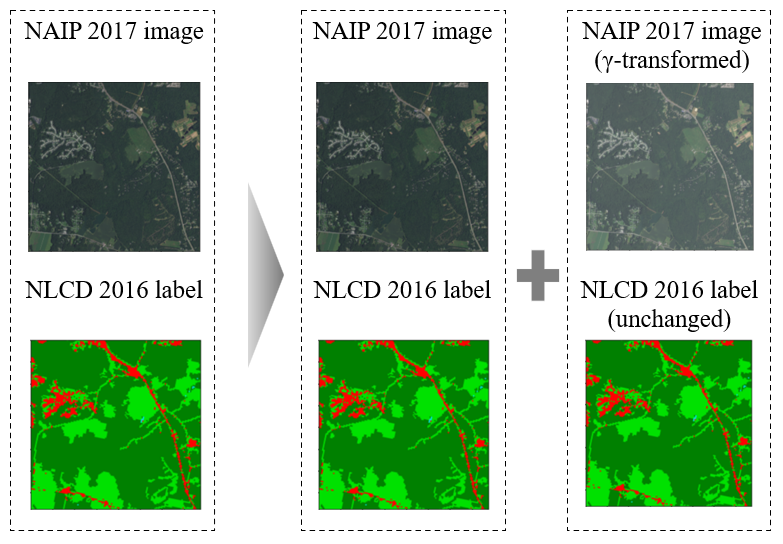 NAIP 2017 image
NLCD 2016 label
NAIP 2017 image
NLCD 2016 label
NAIP 2017 image
(γ-transformed)
NLCD 2016 label
(unchanged)